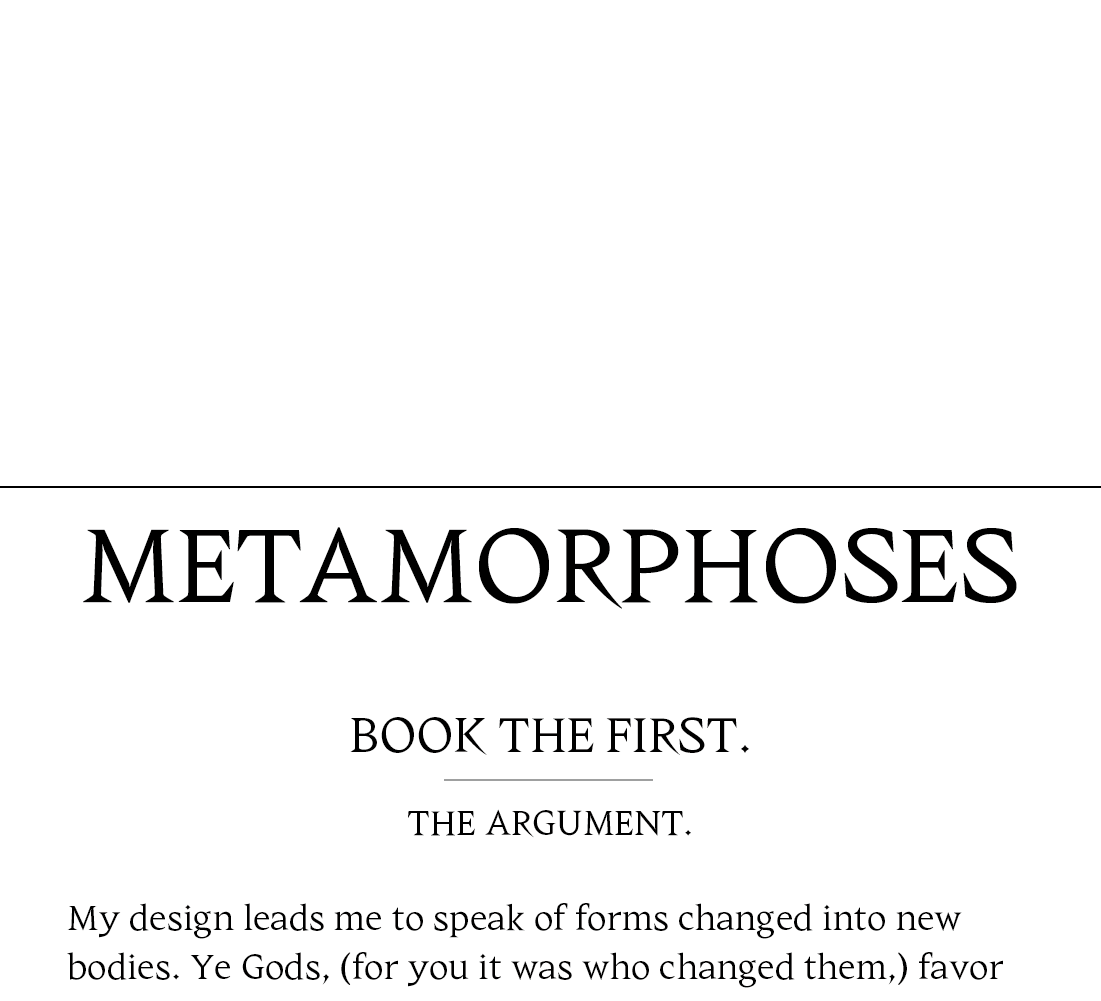 METAMORPHOSES
BOOK THE FIRST.
THE ARGUMENT.
My design leads me to speak of forms changed into new
bodies. Ye Gods, (for you it was who changed them,) favor